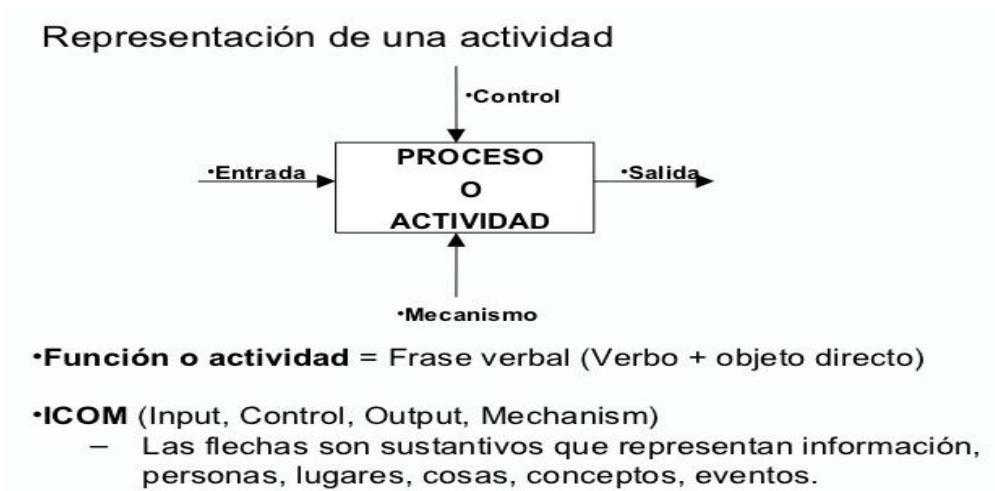 Representación de una actividad
•Control
•Entrada
PROCESO
O
ACTIVIDAD
•Salida
•Mecanismo
•Función o actividad = Frase verbal (Verbo + objeto directo)
•ICOM (Input, Control, Output, Mechanism)
– Las flechas son sustantivos que representan información,
personas, lugares, cosas, conceptos, eventos.